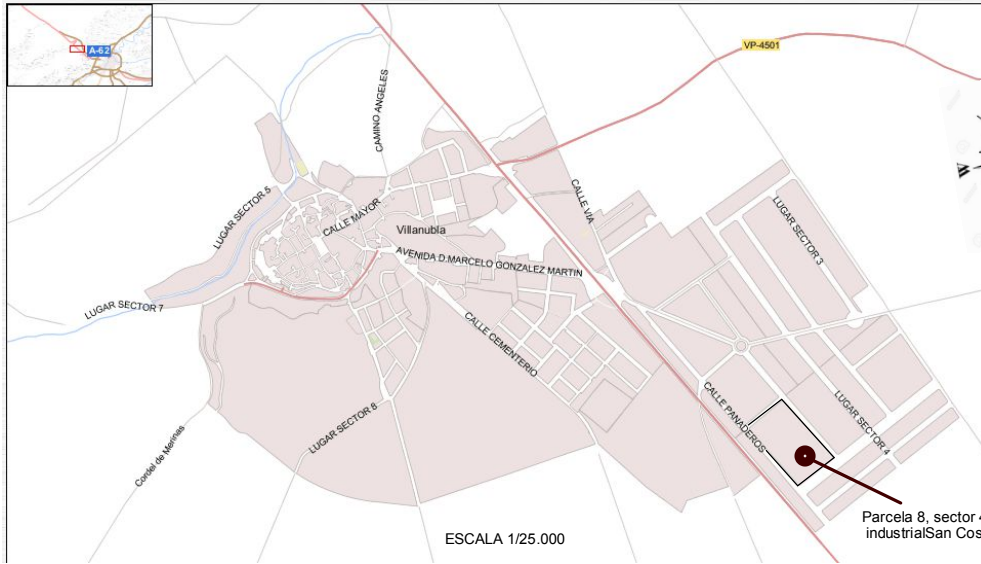 A-62
VP-4501
CAMINO ANGELES
W
LUGAR SECTOR 5
CALLE MAYOR
CALLE VIA
Villanubla
LUGAR SECTOR 3
AVENIDA D.MARCELO GONZALEZ MARTIN
LUGAR SECTOR 7
CALLE CEMENTERIO
CALLE PANADEROS
LUGAR SECTOR 4
LUGAR SECTOR 8
Cordel de Merinas
Parcela 8, sector 4
industrialSan Cos
ESCALA 1/25.000